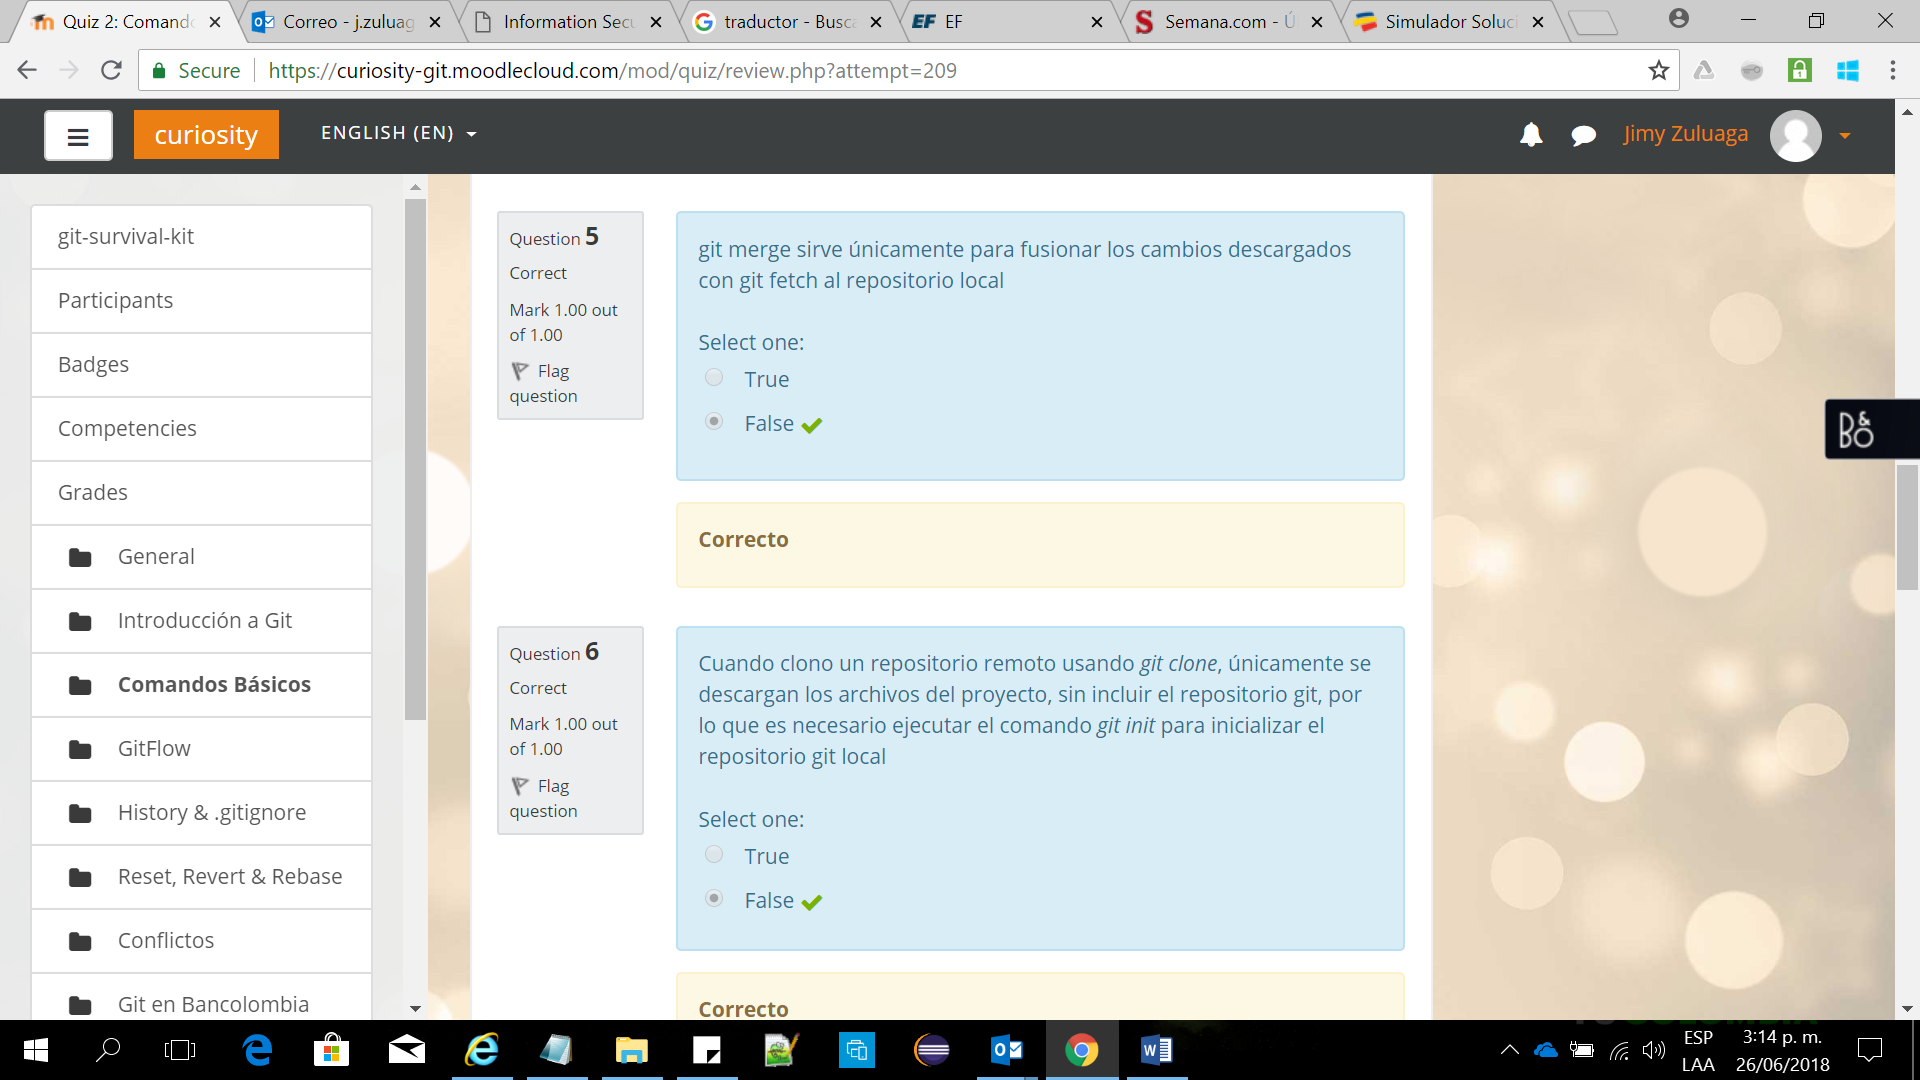 Quiz 2: Comando
Correo - j.zuluag
Information Secu
traductor - Busca
EF EF
S Semana.com - Ú
Simulador Soluci
Secure
https://curiosity-git.moodlecloud.com/mod/quiz/review.php?attempt=209
curiosity
ENGLISH (EN)
Jimy Zuluaga
git-survival-kit
Participants
Badges
Competencies
Grades
General
Introducción a Git
Comandos Básicos
GitFlow
History & .gitignore
Reset, Revert & Rebase
Conflictos
Git en Bancolombia
Question 5
Correct
Mark 1.00 out
of 1.00
Flag
question
git merge sirve únicamente para fusionar los cambios descargados
con git fetch al repositorio local
Select one:
True
False
Correcto
Question 6
Correct
Mark 1.00 out
of 1.00
Flag
question
Cuando clono un repositorio remoto usando git clone, únicamente se
descargan los archivos del proyecto, sin incluir el repositorio git, por
lo que es necesario ejecutar el comando git init para inicializar el
repositorio git local
Select one:
True
False
Correcto
B&O
ESP
LAA
3:14 p. m.
26/06/2018